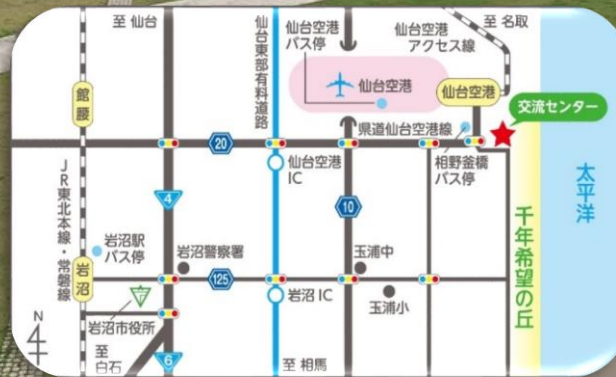 至 仙台
仙台東部有料道路
仙台空港
バス停
仙台空港
アクセス線
至 名取
館腰
仙台空港
仙台空港
交流センター
20
県道仙台空港線
仙台空港
IC
相野釜橋
バス停
太平洋
JR東北本線・常磐線
4
10
千年希望の丘
岩沼駅
バス停
岩沼警察署
玉浦中
岩沼
125
岩沼 IC
玉浦小
岩沼市役所
N
4
至
白石
6
至 相馬